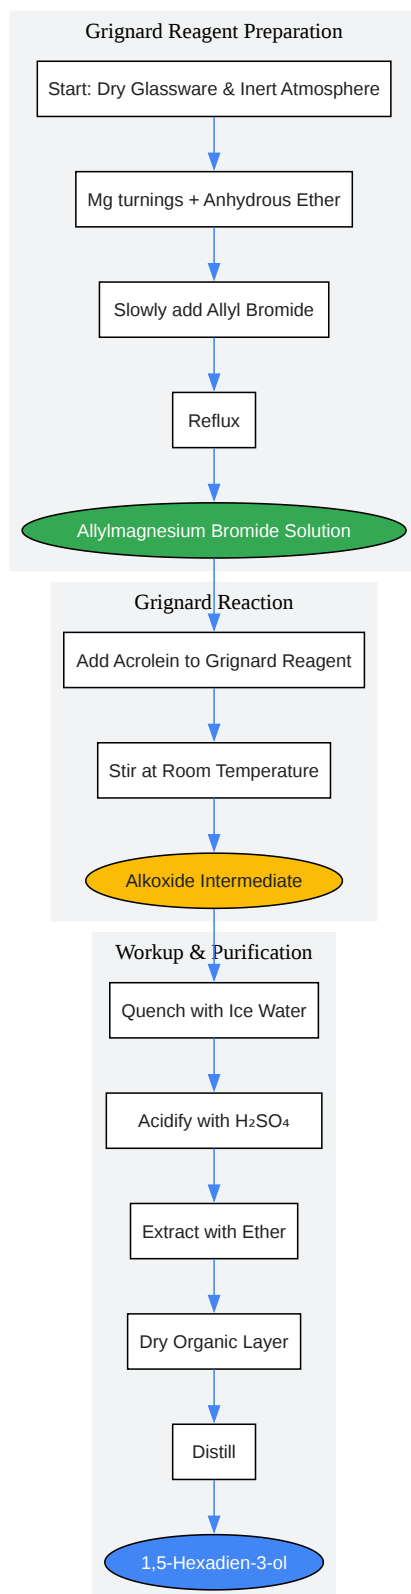 Grignard Reagent Preparation
Start: Dry Glassware & Inert Atmosphere
Mg turnings + Anhydrous Ether
Slowly add Allyl Bromide
Reflux
Allylmagnesium Bromide Solution
Grignard Reaction
Add Acrolein to Grignard Reagent
Stir at Room Temperature
Alkoxide Intermediate
Workup & Purification
Quench with Ice Water
Acidify with H₂SO₄
Extract with Ether
Dry Organic Layer
Distill
1,5-Hexadien-3-ol